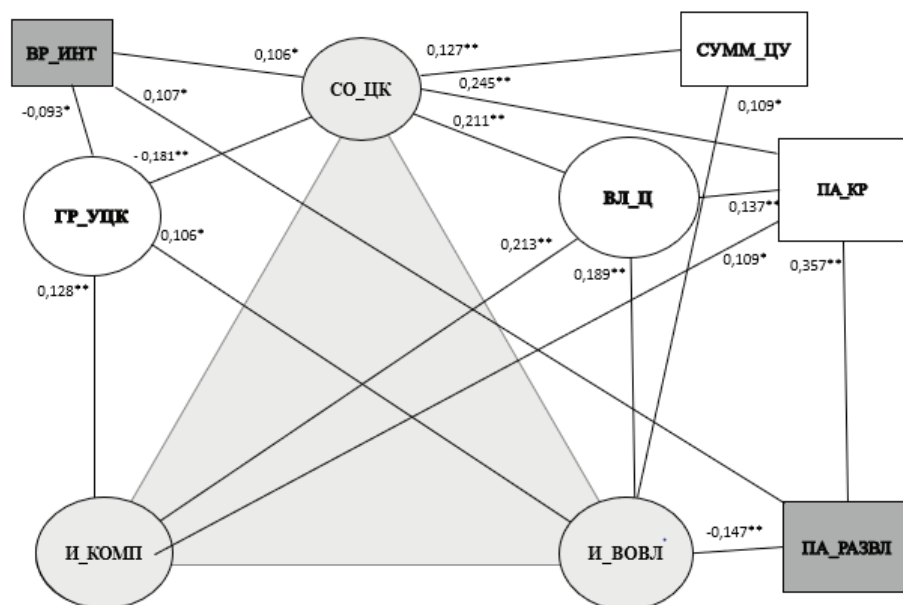 ВР_ИНТ
0,106*
СО_ЦК
0,127**
СУММ_ЦУ
0,245**
-0,093*
0,107*
0,109*
0,211**
- 0,181**
ГР_УЦК
ВЛ_Ц
ПА_КР
0,137**
0,106*
0,213**
0,109*
0,357**
0,189**
0,128**
-0,147**
И_КОМП
И_ВОВЛ
ПА_РАЗВЛ